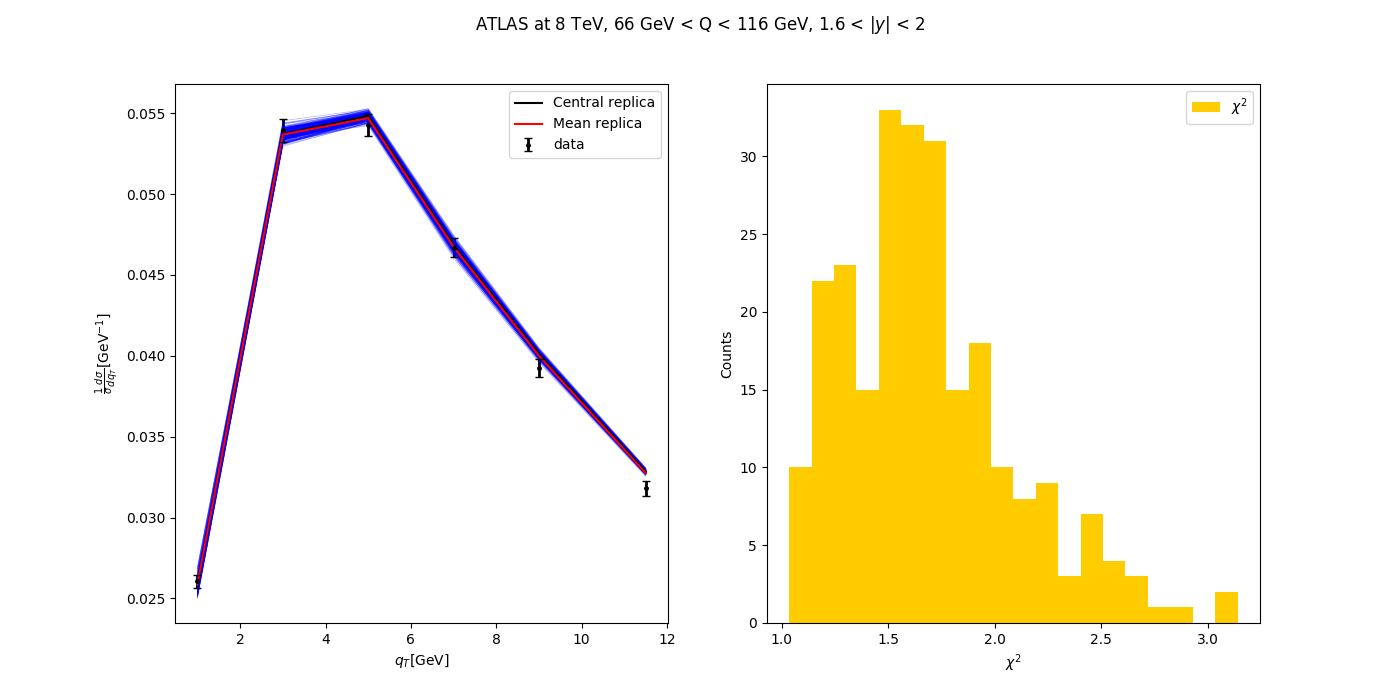 ATLAS at 8 TeV, 66 GeV < Q < 116 GeV, 1.6 < |y| < 2
Central replica
Mean replica
data
0.055
0.050
0.045
0.040
0.035
0.030
0.025
1/σ dσ/dq_T [GeV⁻¹]
2 4 6 8 10 12
q_T[GeV]
χ²
30
25
20
15
10
5
0
Counts
1.0 1.5 2.0 2.5 3.0
χ²